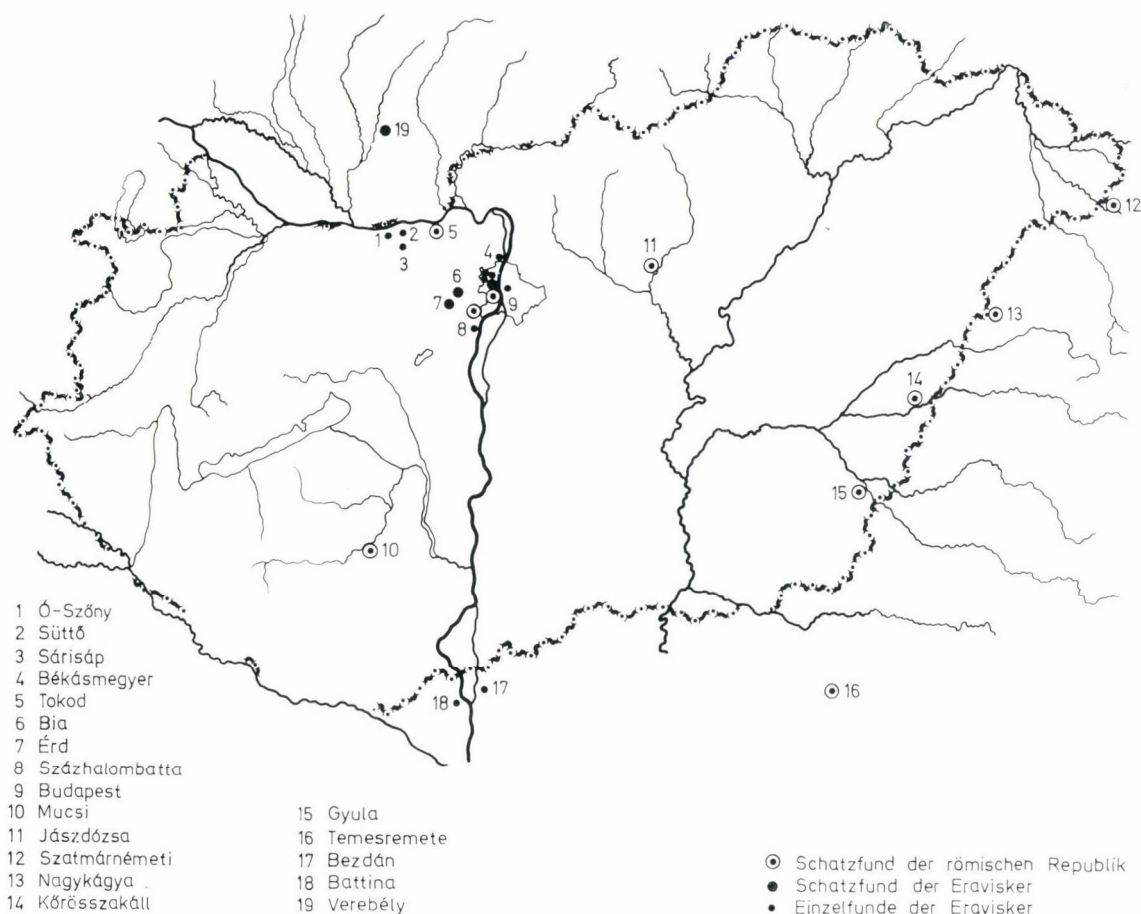 19
12
5
2
1
3
4
11
6
7
9
8
13
14
15
10
16
17
18
1 Ó-Szőny
2 Süttő
3 Sárisáp
4 Békásmegyer
5 Tokod
6 Bia
7 Érd
8 Százhalombatta
9 Budapest
10 Mucsi
11 Jászdózsa
12 Szatmárnémeti
13 Nagykágya
14 Kőrösszakáll
15 Gyula
16 Temesremete
17 Bezdán
18 Battina
19 Verebély
Schatzfund der römischen Republik
Schatzfund der Eravisker
Einzelfunde der Eravisker